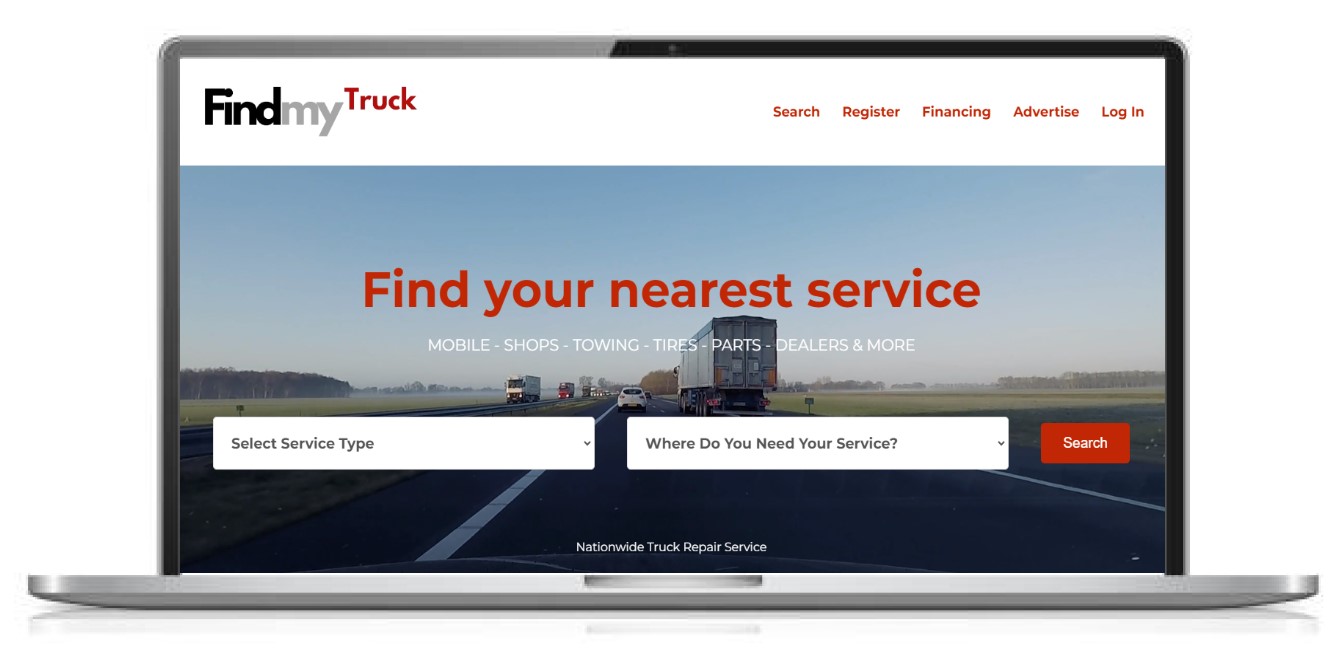 FindmyTruck
Search Register Financing Advertise Log In
Find your nearest service
MOBILE - SHOPS - TOWING - TIRES - PARTS - DEALERS & MORE
Select Service Type
Where Do You Need Your Service?
Search
Nationwide Truck Repair Service